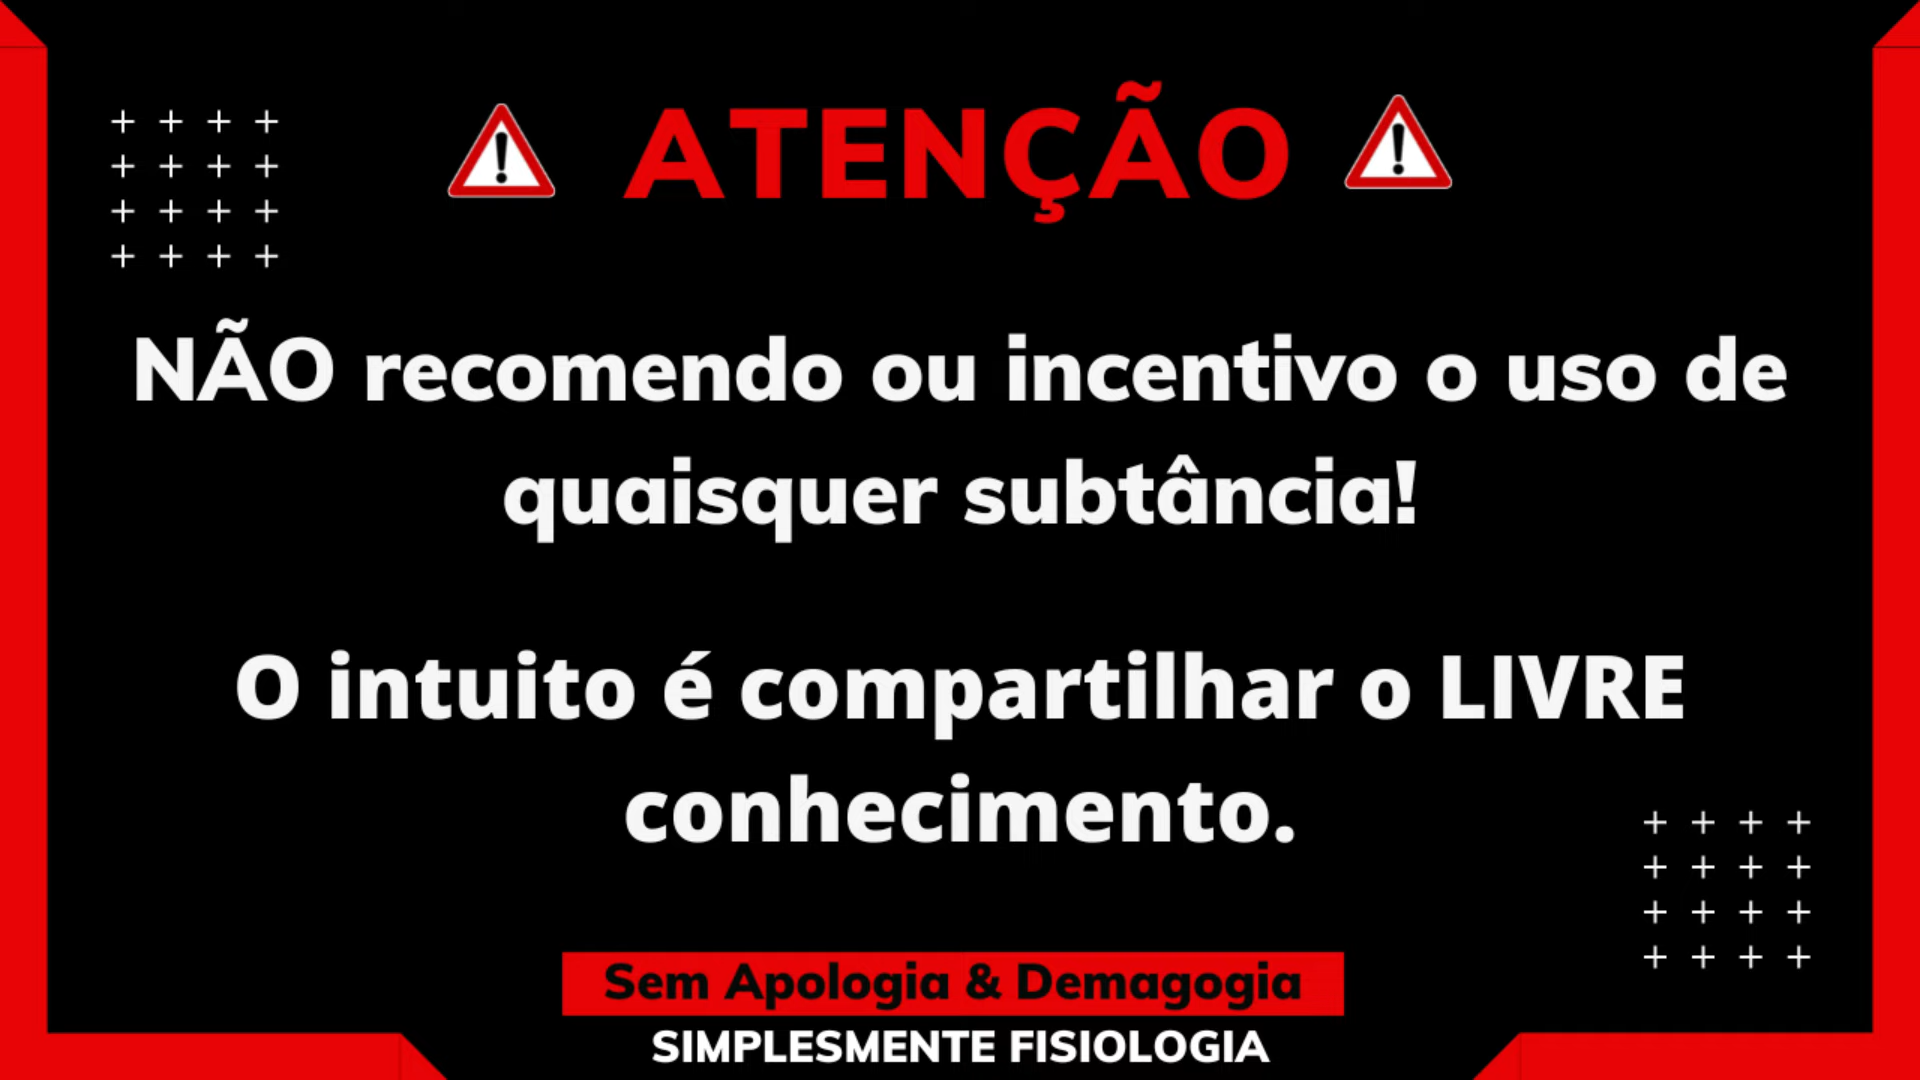 ATENÇÃO
NÃO recomendo ou incentivo o uso de
quaisquer subtância!
O intuito é compartilhar o LIVRE
conhecimento.
Sem Apologia & Demagogia
SIMPLESMENTE FISIOLOGIA